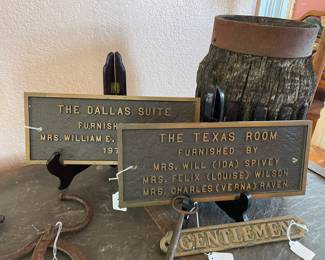 THE DALLAS SUITE
FURNISH
MRS. WILLIAM E.
197
THE TEXAS ROOM
FURNISHED BY
MRS. WILL (IDA) SPIVEY
MRS. FELIX (LOUISE) WILSON
MRS. CHARLES (VERNA) RAVEN
GENTLEMEN